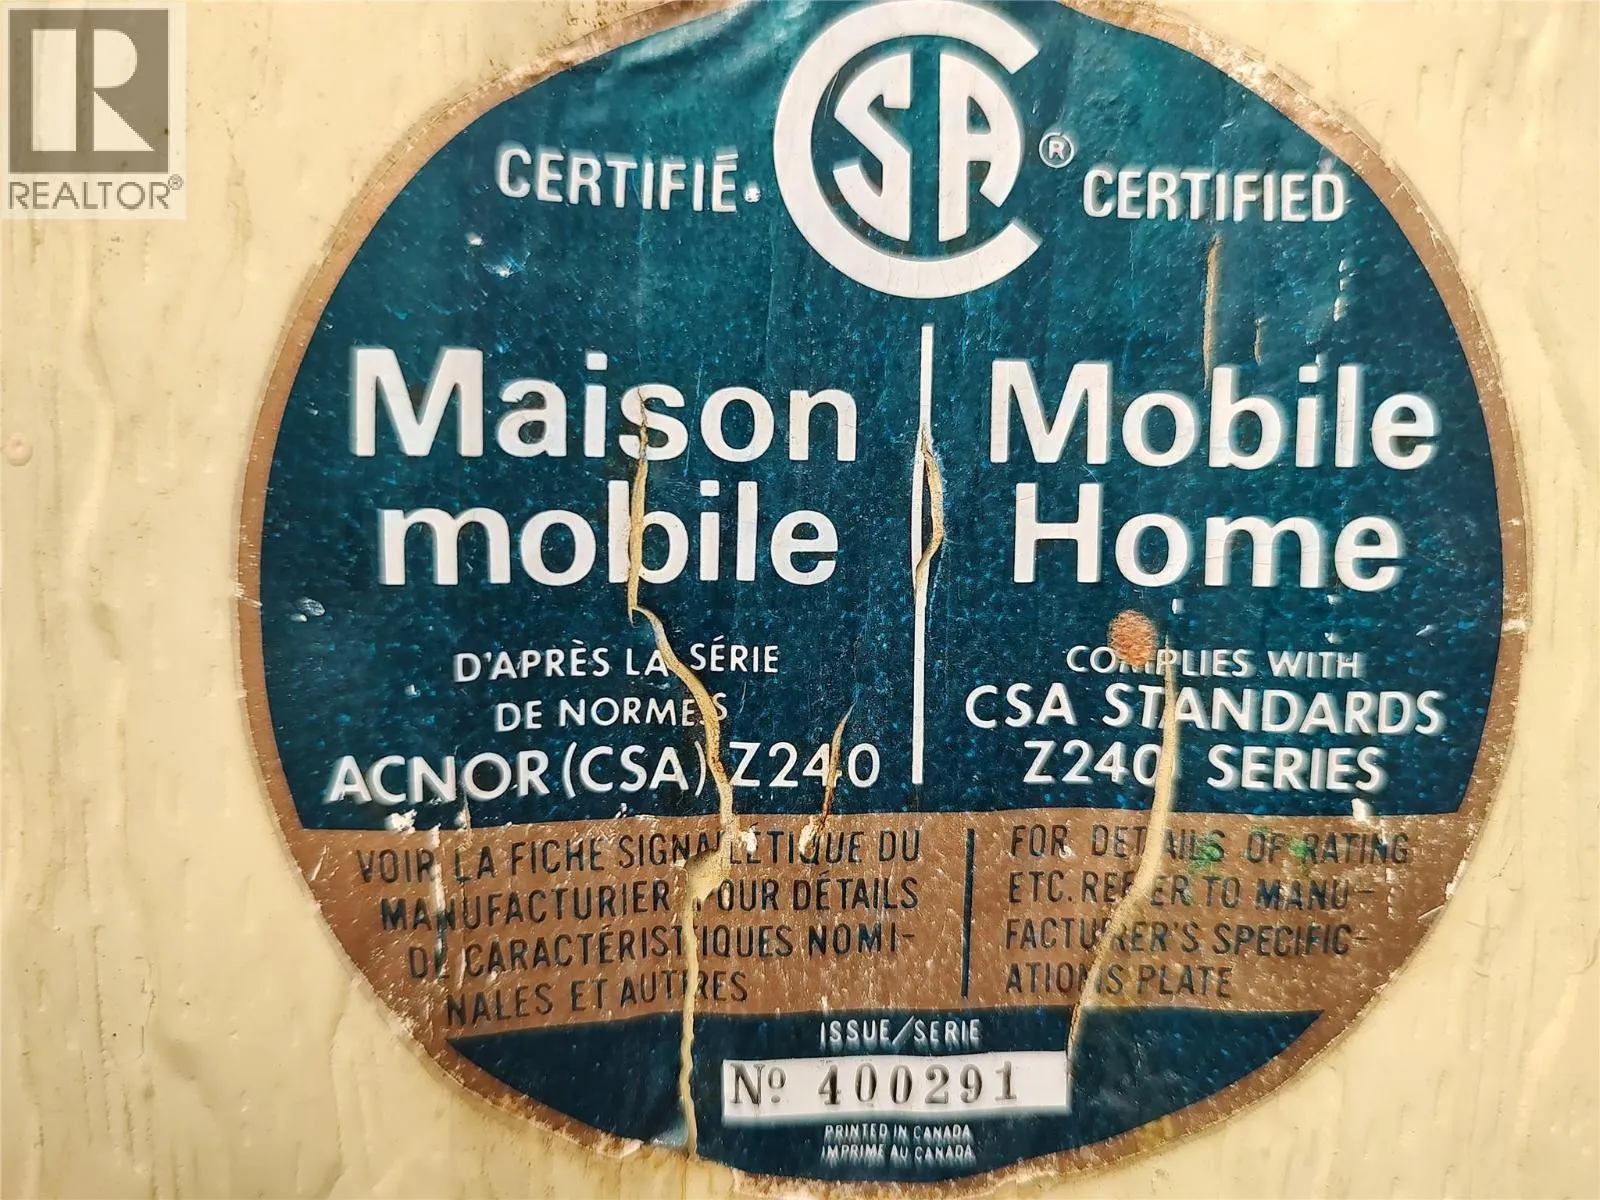 R
REALTOR®
CSA
®
CERTIFIÉ
CERTIFIED
Maison
mobile
D'APRÈS LA SÉRIE
DE NORMES
ACNOR (CSA) Z240
Mobile
Home
COMPLIES WITH
CSA STANDARDS
Z240 SERIES
VOIR LA FICHE SIGNALÉTIQUE DU
MANUFACTURIER POUR DÉTAILS
DE CARACTÉRISTIQUES NOMI-
NALES ET AUTRES
FOR DETAILS OF RATING
ETC. REFER TO MANU-
FACTURER'S SPECIFIC-
ATIONS PLATE
ISSUE/SERIE
Nº 400291
PRINTED IN CANADA
IMPRIME AU CANADA